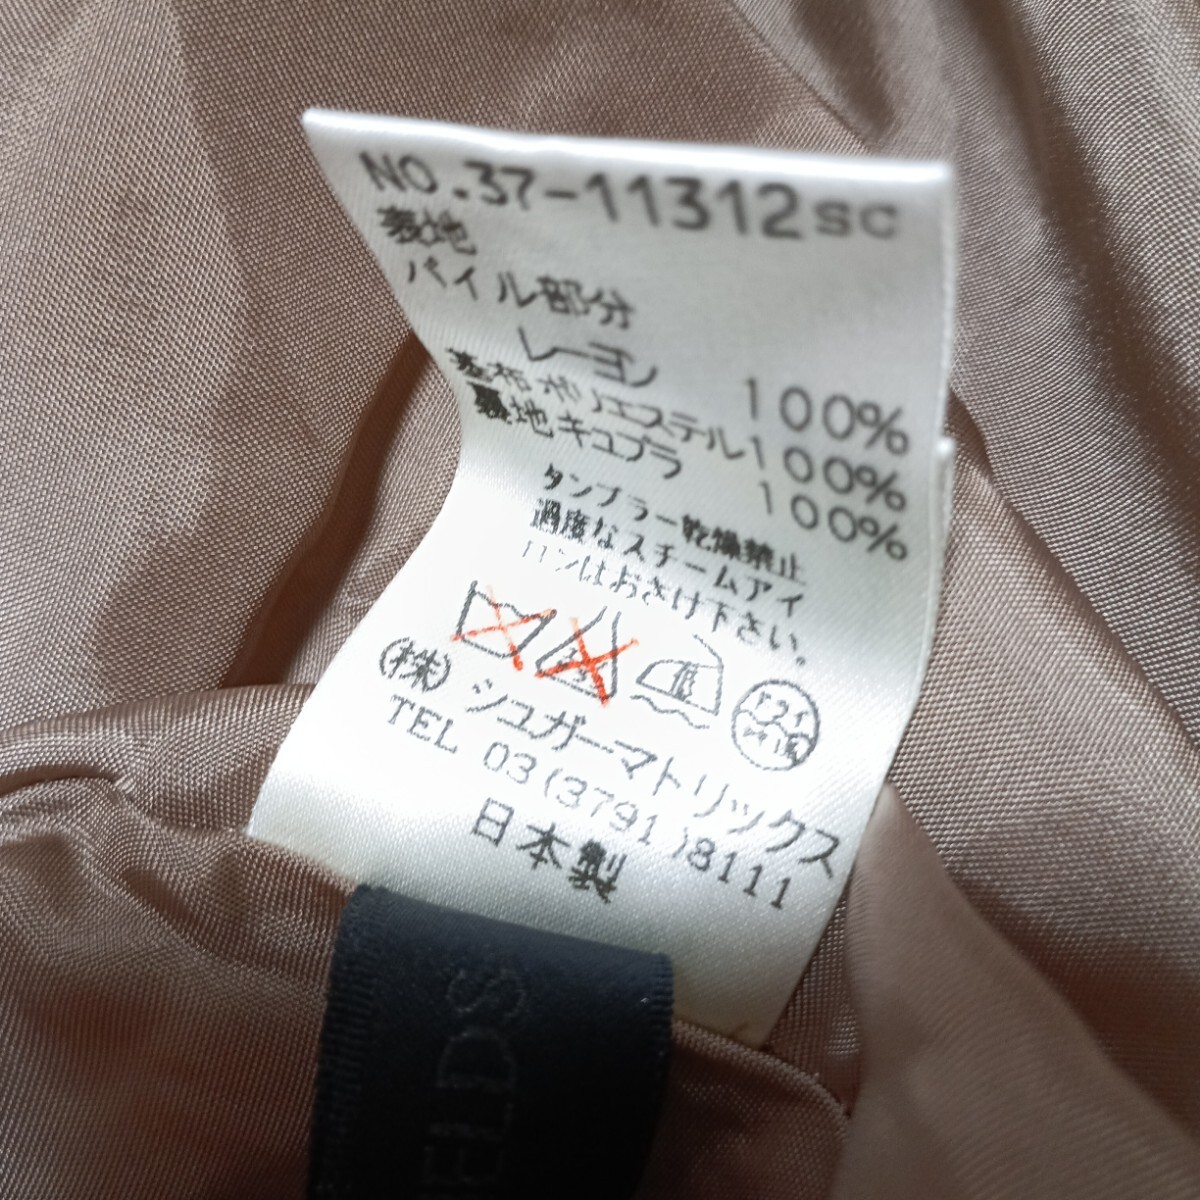 NO.37-11312sc
表地
パイル部分
レーヨン 100%
基布ポリエステル100%
裏地キュプラ 100%
タンブラー乾燥禁止
過度なスチームアイ
ロンはおさけ下さい。
(株)シュガー・マトリックス
TEL 03(3791)8111
日本製